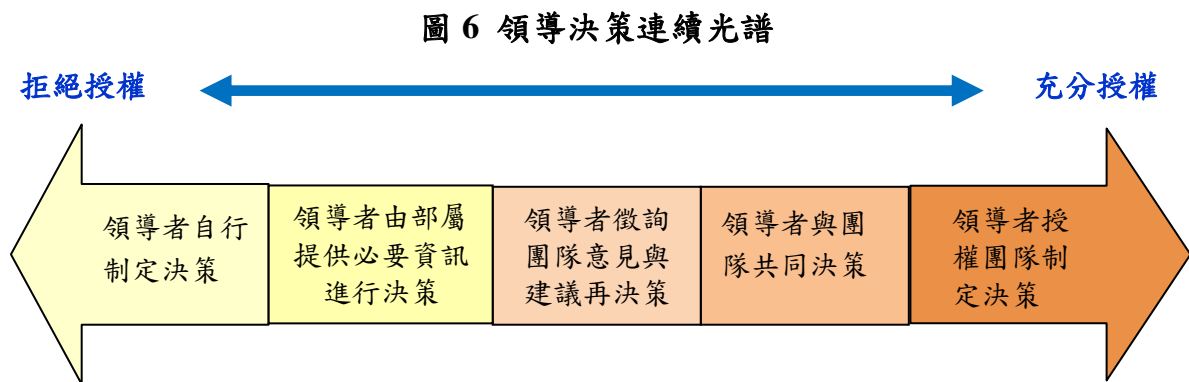 圖 6 領導決策連續光譜
拒絕授權
充分授權
領導者自行
制定決策
領導者由部屬
提供必要資訊
進行決策
領導者徵詢
團隊意見與
建議再決策
領導者與團
隊共同決策
領導者授
權團隊制
定決策